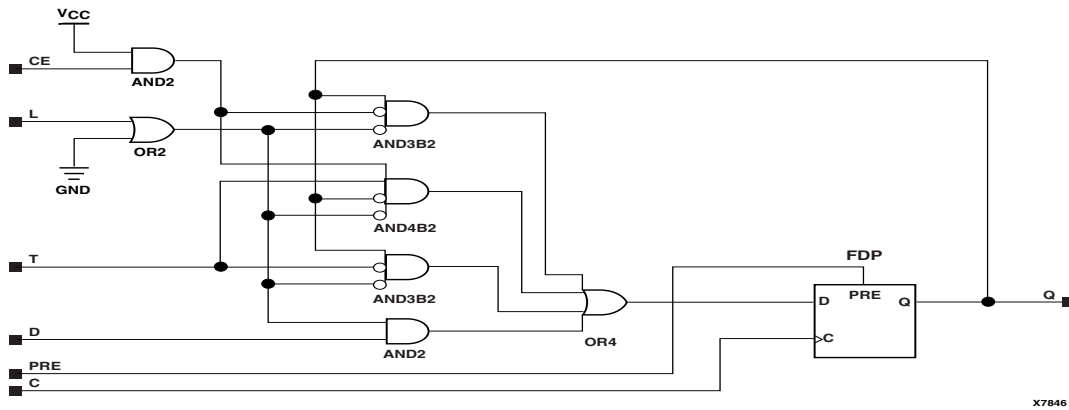 VCC
CE
AND2
L
OR2
GND
AND3B2
AND4B2
T
AND3B2
FDP
D PRE Q
C
Q
OR4
D
AND2
PRE
C
X7846